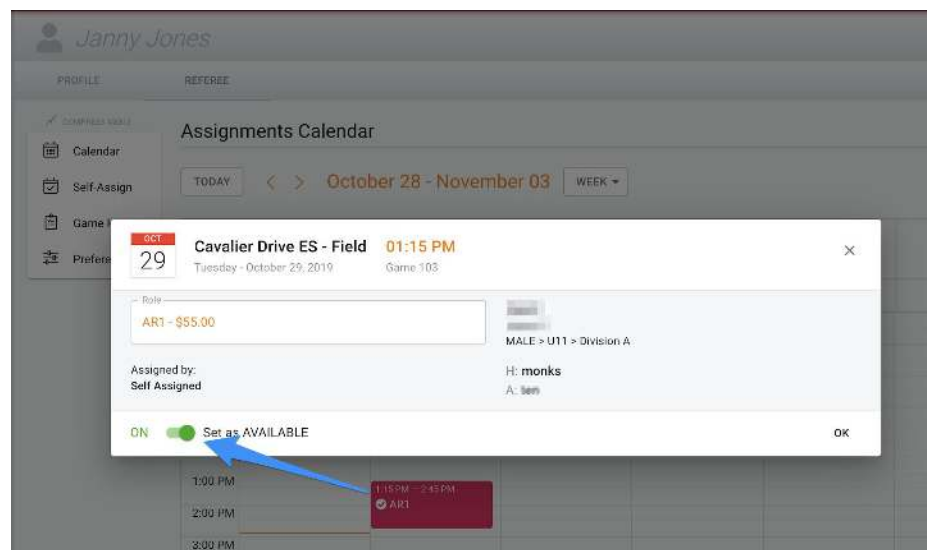 Janny Jones
PROFILE
REFEREE
COMPRESS MENU
Calendar
Self-Assign
Game
Prefere
Assignments Calendar
TODAY < > October 28 - November 03 WEEK
OCT
29
Cavalier Drive ES - Field 01:15 PM
Tuesday - October 29, 2019 Game 103
Role
AR1 - $55.00
MALE > U11 > Division A
Assigned by:
Self Assigned
H: monks
A:
ON Set as AVAILABLE OK
1:00 PM
1:15 PM — 2:45 PM
AR1
2:00 PM
3:00 PM